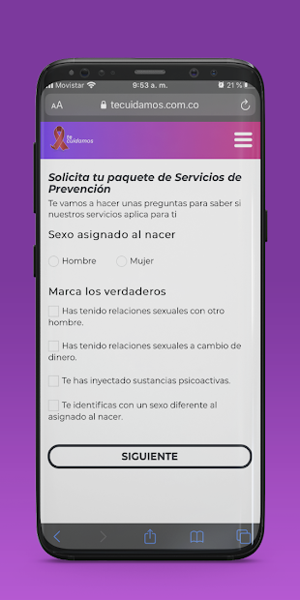 Movistar
9:53 a. m.
21 %
AA
tecuidamos.com.co
te
cuidamos
Solicita tu paquete de Servicios de
Prevención
Te vamos a hacer unas preguntas para saber si
nuestros servicios aplica para ti
Sexo asignado al nacer
Hombre
Mujer
Marca los verdaderos
Has tenido relaciones sexuales con otro
hombre.
Has tenido relaciones sexuales a cambio de
dinero.
Te has inyectado sustancias psicoactivas.
Te identificas con un sexo diferente al
asignado al nacer.
SIGUIENTE